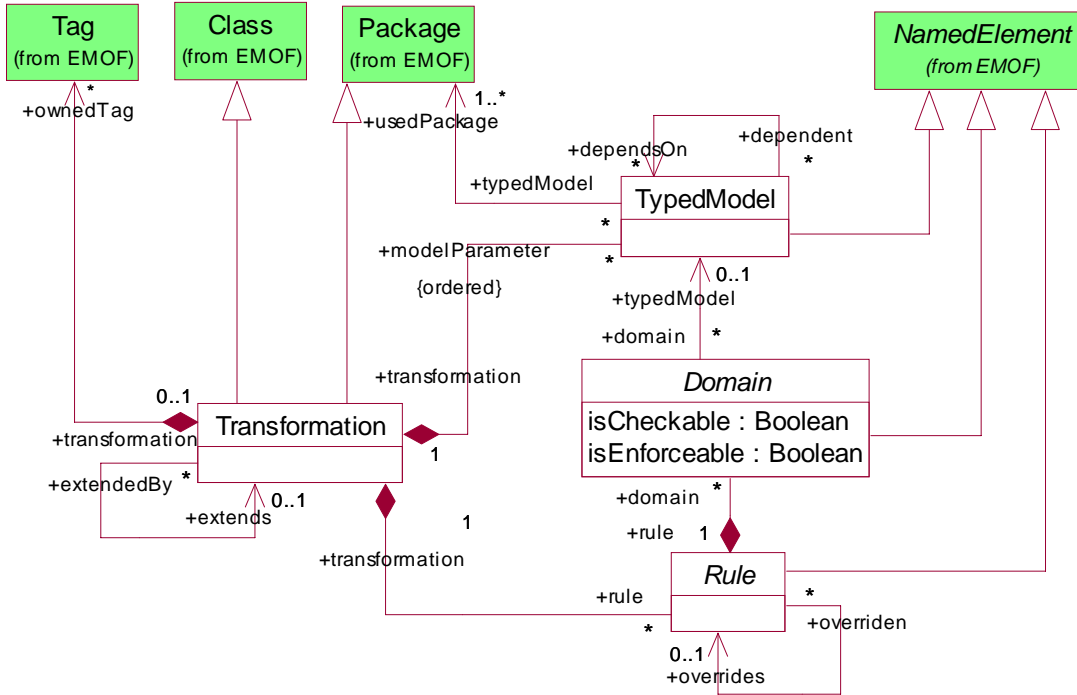 Tag
(from EMOF)
Class
(from EMOF)
Package
(from EMOF)
NamedElement
(from EMOF)
*
+ownedTag
1..*
+usedPackage
+dependent
+dependsOn
*
*
+typedModel
TypedModel
*
+modelParameter
*
{ordered}
0..1
+typedModel
+domain
*
+transformation
Domain
0..1
Transformation
isCheckable : Boolean
+transformation
1
isEnforceable : Boolean
+extendedBy
*
0..1
+extends
*
+domain
1
+rule
1
+transformation
Rule
+rule
*
*
+overriden
0..1
+overrides